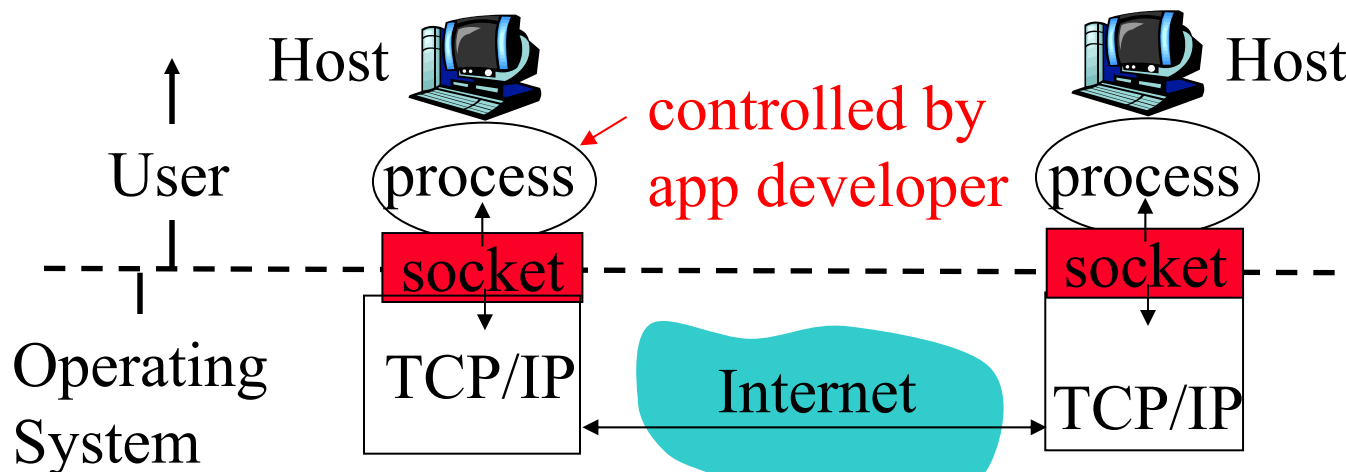 Host
Host
controlled by
app developer
User
process
process
socket
socket
Operating
System
TCP/IP
Internet
TCP/IP